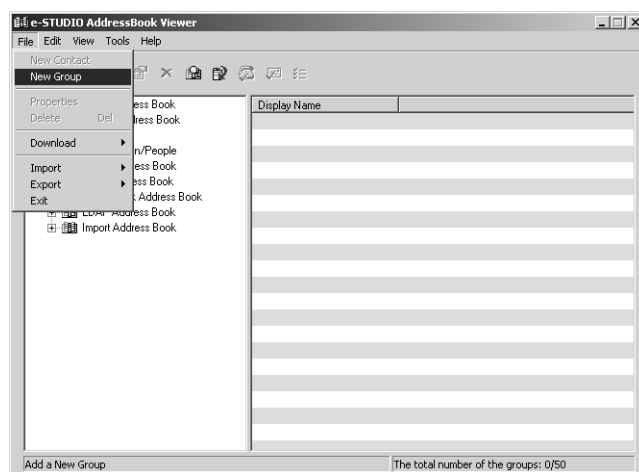 e-STUDIO AddressBook Viewer
File Edit View Tools Help
New Contact
New Group
Properties
Delete Del
Download
Import
Export
Exit
ess Book
dress Book
n/People
ess Book
ess Book
Address Book
LDAP Address Book
Import Address Book
Display Name
Add a New Group
The total number of the groups: 0/50